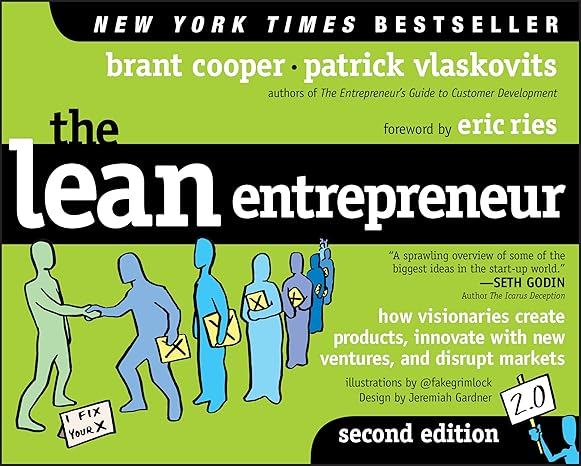 NEW YORK TIMES BESTSELLER
brant cooper · patrick vlaskovits
authors of The Entrepreneur's Guide to Customer Development
foreword by eric ries
the
lean entrepreneur
"A sprawling overview of some of the
biggest ideas in the start-up world."
—SETH GODIN
Author The Icarus Deception
how visionaries create
products, innovate with new
ventures, and disrupt markets
illustrations by @fakegrimlock
Design by Jeremiah Gardner
second edition
X
X
X
X
I FIX
YOUR X
2.0